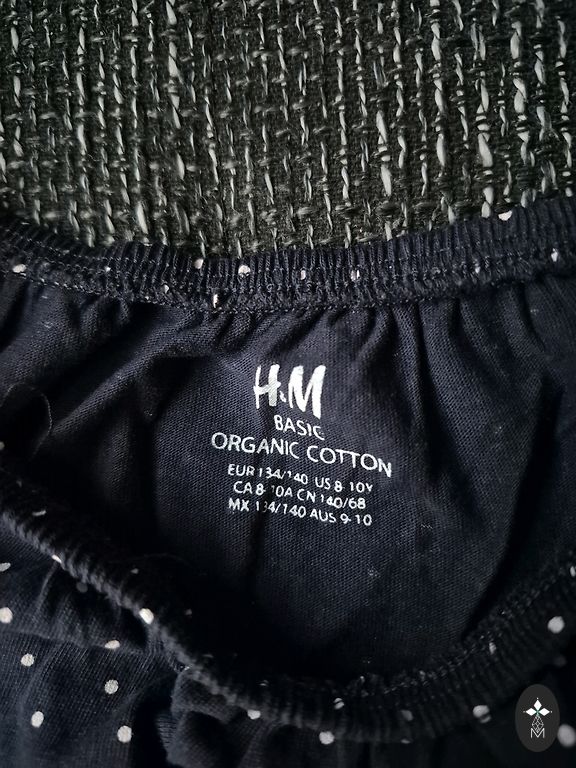 H&M
BASIC
ORGANIC COTTON
EUR 134/140 US 8-10Y
CA 8-10A CN 140/68
MX 134/140 AUS 9-10
M